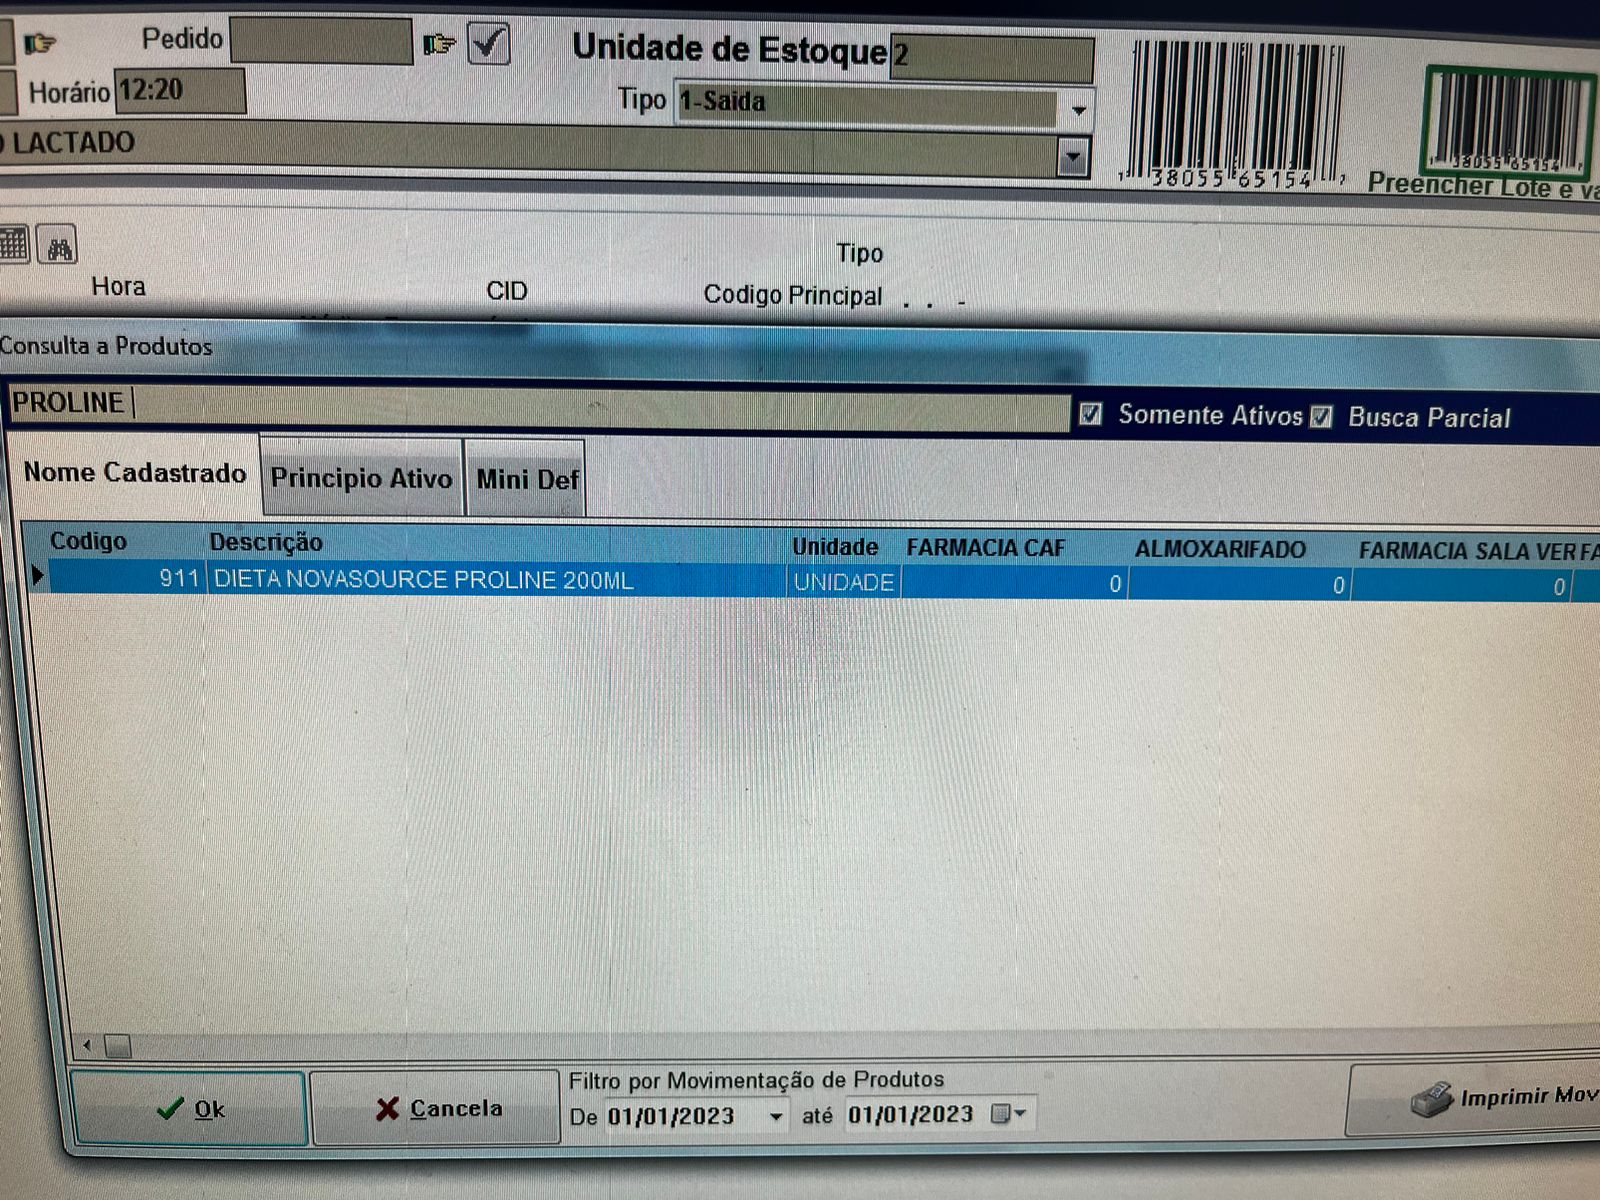 Pedido
Unidade de Estoque 2
Horário 12:20
Tipo 1-Saida
LACTADO
38055 65154
38055 65154
Preencher Lote e
Tipo
Hora
CID
Codigo Principal . . -
Consulta a Produtos
PROLINE
Somente Ativos
Busca Parcial
Nome Cadastrado
Principio Ativo
Mini Def
Codigo Descrição Unidade FARMACIA CAF ALMOXARIFADO FARMACIA SALA VER FA
911 DIETA NOVASOURCE PROLINE 200ML UNIDADE 0 0 0
Filtro por Movimentação de Produtos
Ok
Cancela
De 01/01/2023 até 01/01/2023
Imprimir Mov